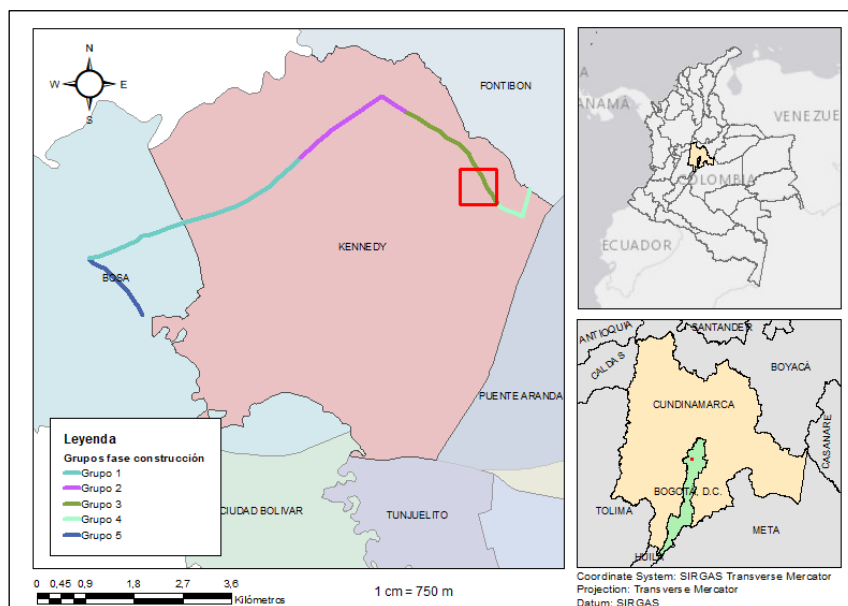 N
W E
S
FONTIBON
KENNEDY
BOSA
PUENTE ARANDA
CIUDAD BOLIVAR
TUNJUELITO
Leyenda
Grupos fase construcción
Grupo 1
Grupo 2
Grupo 3
Grupo 4
Grupo 5
0 0,45 0,9 1,8 2,7 3,6
Kilómetros
1 cm = 750 m
ANAMÁ
VENEZUE
COLOMBIA
ECUADOR
ANTIOQUIA
SANTANDER
CALDAS
BOYACÁ
CUNDINAMARCA
CASANARE
BOGOTÁ, D.C.
TOLIMA
META
HUILA
Coordinate System: SIRGAS Transverse Mercator
Projection: Transverse Mercator
Datum: SIRGAS